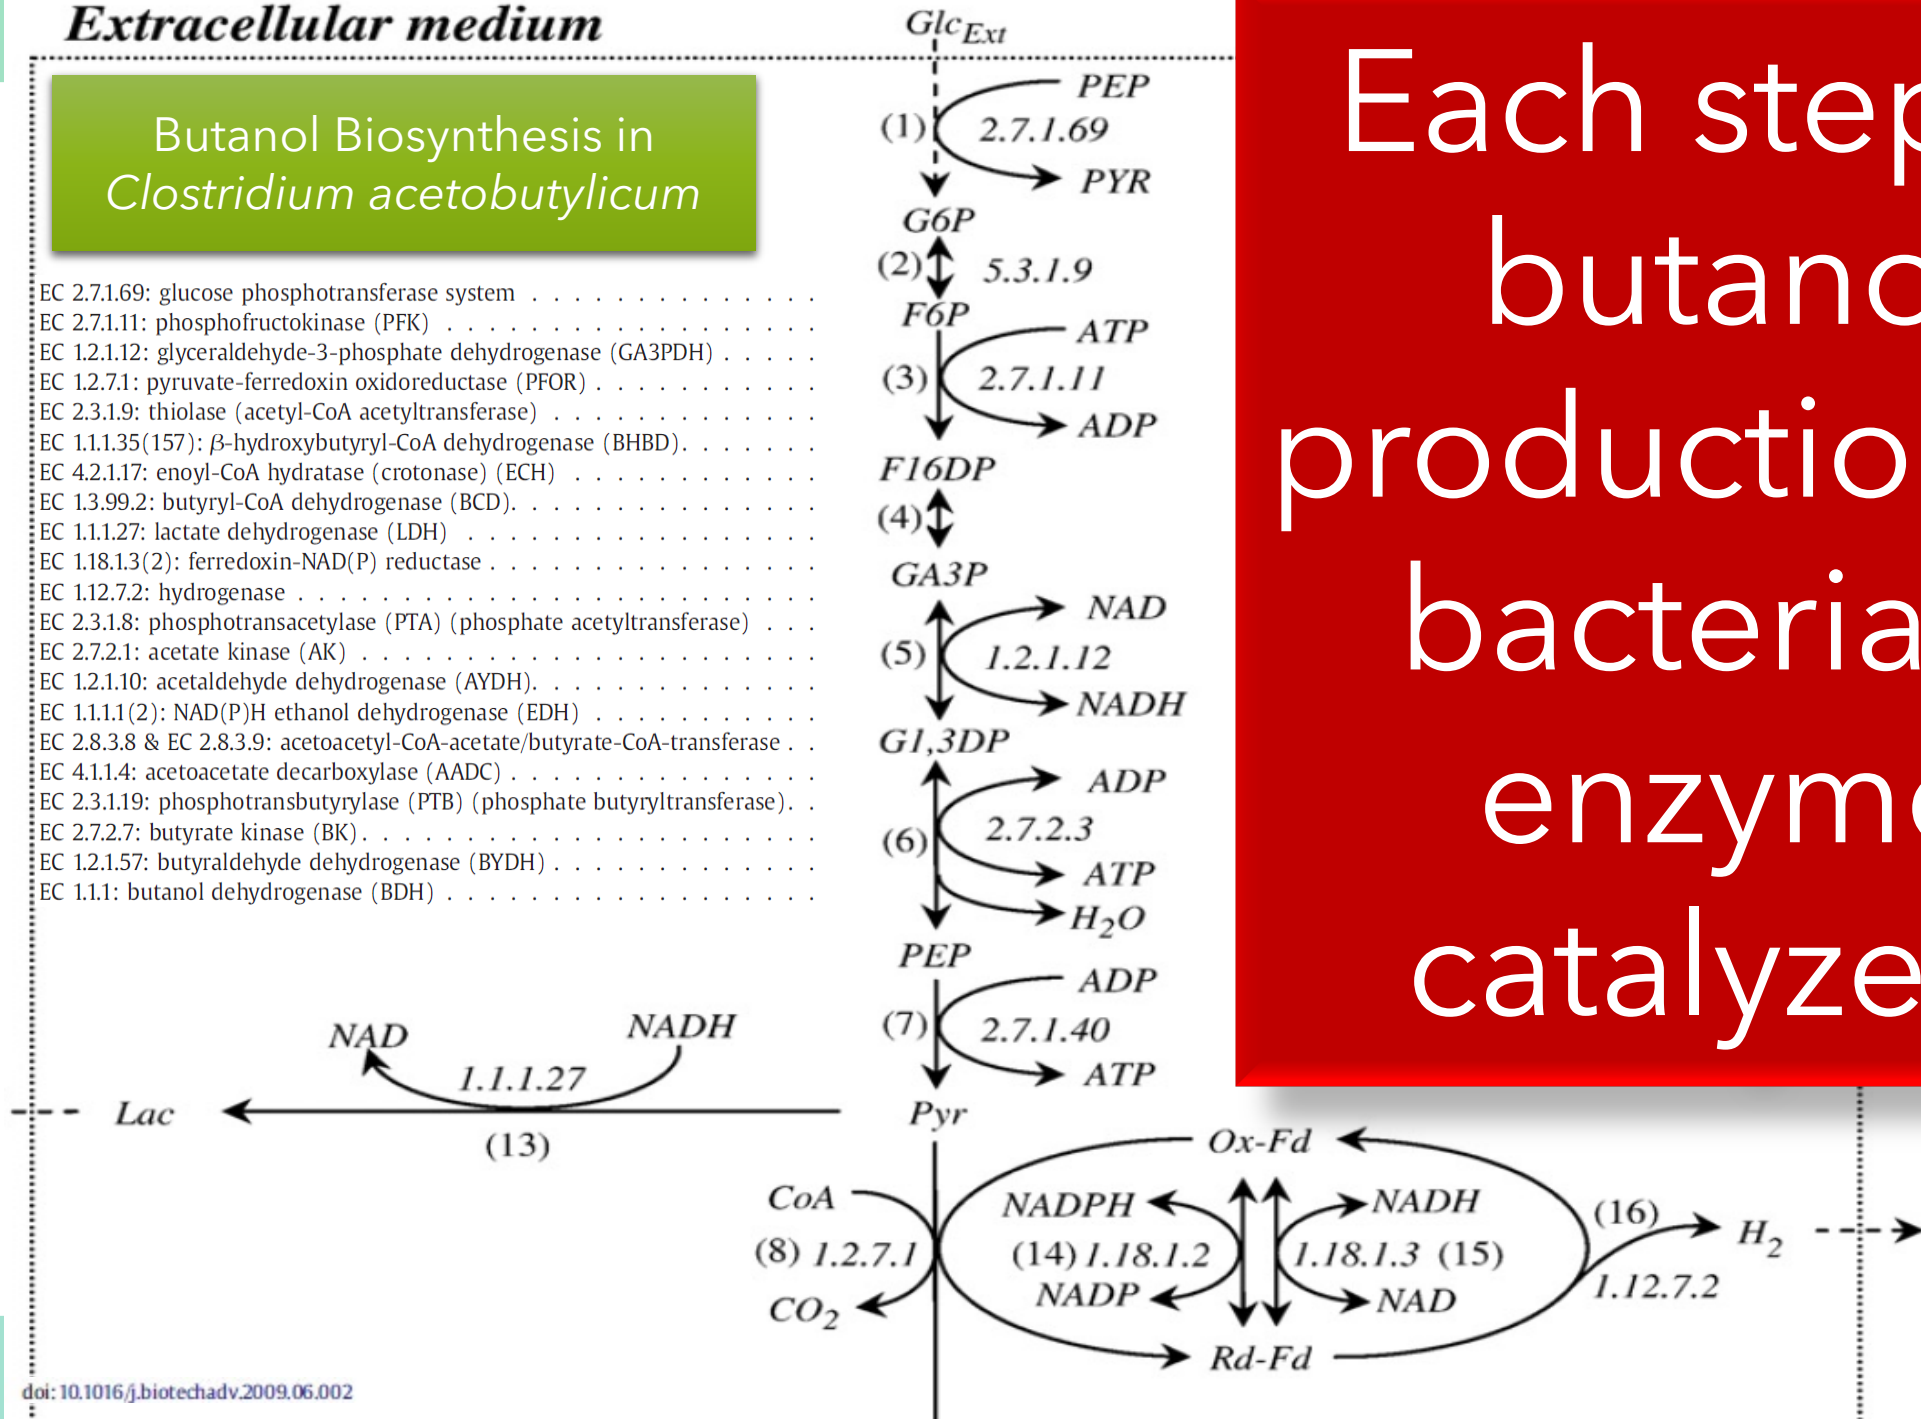 Extracellular medium
Butanol Biosynthesis in
Clostridium acetobutylicum
EC 2.7.1.69: glucose phosphotransferase system . . . . . . . . . . . . . .
EC 2.7.1.11: phosphofructokinase (PFK) . . . . . . . . . . . . . . . . .
EC 1.2.1.12: glyceraldehyde-3-phosphate dehydrogenase (GA3PDH) . . . . .
EC 1.2.7.1: pyruvate-ferredoxin oxidoreductase (PFOR) . . . . . . . . . . .
EC 2.3.1.9: thiolase (acetyl-CoA acetyltransferase) . . . . . . . . . . . . .
EC 1.1.1.35(157): β-hydroxybutyryl-CoA dehydrogenase (BHBD). . . . . . .
EC 4.2.1.17: enoyl-CoA hydratase (crotonase) (ECH) . . . . . . . . . . . .
EC 1.3.99.2: butyryl-CoA dehydrogenase (BCD). . . . . . . . . . . . . .
EC 1.1.1.27: lactate dehydrogenase (LDH) . . . . . . . . . . . . . . . .
EC 1.18.1.3(2): ferredoxin-NAD(P) reductase . . . . . . . . . . . . . . .
EC 1.12.7.2: hydrogenase . . . . . . . . . . . . . . . . . . . . . .
EC 2.3.1.8: phosphotransacetylase (PTA) (phosphate acetyltransferase) . . .
EC 2.7.2.1: acetate kinase (AK) . . . . . . . . . . . . . . . . . . . .
EC 1.2.1.10: acetaldehyde dehydrogenase (AYDH). . . . . . . . . . . . .
EC 1.1.1.1(2): NAD(P)H ethanol dehydrogenase (EDH) . . . . . . . . . . .
EC 2.8.3.8 & EC 2.8.3.9: acetoacetyl-CoA-acetate/butyrate-CoA-transferase . .
EC 4.1.1.4: acetoacetate decarboxylase (AADC) . . . . . . . . . . . . . .
EC 2.3.1.19: phosphotransbutyrylase (PTB) (phosphate butyryltransferase). .
EC 2.7.2.7: butyrate kinase (BK). . . . . . . . . . . . . . . . . . . .
EC 1.2.1.57: butyraldehyde dehydrogenase (BYDH) . . . . . . . . . . . .
EC 1.1.1: butanol dehydrogenase (BDH) . . . . . . . . . . . . . . . . .
Glc Ext
PEP
(1) 2.7.1.69
PYR
G6P
(2) 5.3.1.9
F6P
ATP
(3) 2.7.1.11
ADP
F16DP
(4)
GA3P
NAD
(5) 1.2.1.12
NADH
G1,3DP
ADP
(6) 2.7.2.3
ATP
H2O
PEP
ADP
(7) 2.7.1.40
ATP
Pyr
NAD NADH
1.1.1.27
Lac
(13)
CoA
(8) 1.2.7.1
CO2
Ox-Fd
NADPH NADH
(14) 1.18.1.2 1.18.1.3 (15)
NADP NAD
Rd-Fd
(16)
H2
1.12.7.2
Each step
butano
productio
bacteria
enzyme
catalyze
doi:10.1016/j.biotechadv.2009.06.002